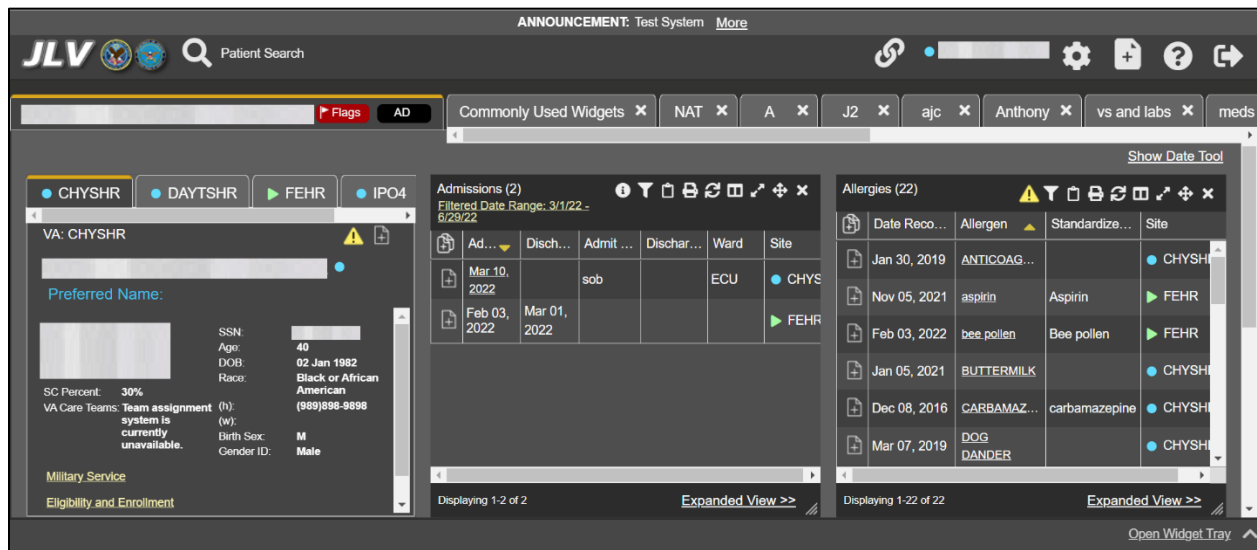 ANNOUNCEMENT: Test System More
JLV Patient Search
Flags AD Commonly Used Widgets NAT A J2 ajc Anthony vs and labs meds
Show Date Tool
CHYSHR DAYTSHR FEHR IPO4
VA: CHYSHR
Preferred Name:
SSN:
Age: 40
DOB: 02 Jan 1982
Race: Black or African
American
SC Percent: 30%
VA Care Teams: Team assignment
system is
currently
unavailable.
(h): (989)898-9898
(w):
Birth Sex: M
Gender ID: Male
Military Service
Eligibility and Enrollment
Admissions (2)
Filtered Date Range: 3/1/22 -
6/29/22
Ad... Disch... Admit ... Dischar... Ward Site
Mar 10,
2022 sob ECU CHYS
Feb 03,
2022 Mar 01,
2022 FEHR
Displaying 1-2 of 2 Expanded View >>
Allergies (22)
Date Reco... Allergen Standardize... Site
Jan 30, 2019 ANTICOAG... CHYSH
Nov 05, 2021 aspirin Aspirin FEHR
Feb 03, 2022 bee pollen Bee pollen FEHR
Jan 05, 2021 BUTTERMILK CHYSH
Dec 08, 2016 CARBAMAZ... carbamazepine CHYSH
Mar 07, 2019 DOG
DANDER CHYSH
Displaying 1-22 of 22 Expanded View >>
Open Widget Tray